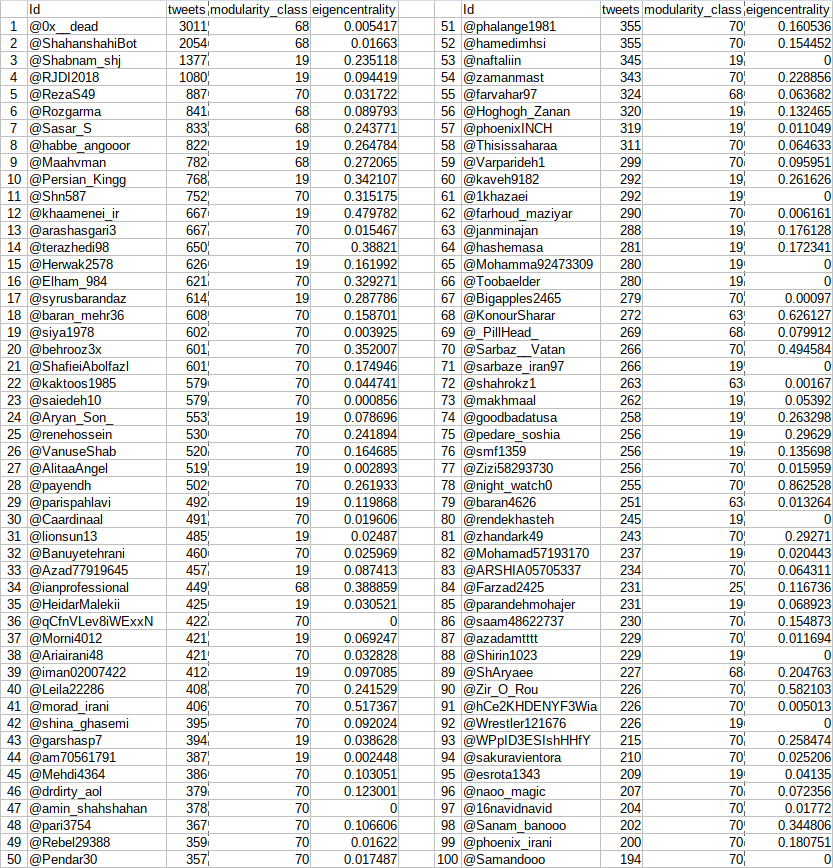 Id tweets modularity_class eigencentrality Id tweets modularity_class eigencentrality
1 @0x__dead 3011 68 0.005417 51 @phalange1981 355 70 0.160536
2 @ShahanshahiBot 2054 68 0.01663 52 @hamedimhsi 355 70 0.154452
3 @Shabnam_shj 1377 19 0.235118 53 @naftaliin 345 19 0
4 @RJDI2018 1080 19 0.094419 54 @zamanmast 343 70 0.228856
5 @RezaS49 887 70 0.031722 55 @farvahar97 324 68 0.063682
6 @Rozgarma 841 68 0.089793 56 @Hoghogh_Zanan 320 19 0.132465
7 @Sasar_S 833 68 0.243771 57 @phoenixINCH 319 19 0.011049
8 @habbe_angooor 822 19 0.264784 58 @Thisissaharaa 311 70 0.064633
9 @Maahvman 782 68 0.272065 59 @Varparideh1 299 70 0.095951
10 @Persian_Kingg 768 19 0.342107 60 @kaveh9182 292 19 0.261626
11 @Shn587 752 70 0.315175 61 @1khazaei 292 19 0
12 @khaamenei_ir 667 19 0.479782 62 @farhoud_maziyar 290 70 0.006161
13 @arashasgari3 667 70 0.015467 63 @janminajan 288 19 0.176128
14 @terazhedi98 650 70 0.38821 64 @hashemasa 281 19 0.172341
15 @Herwak2578 626 19 0.161992 65 @Mohamma92473309 280 19 0
16 @Elham_984 621 70 0.329271 66 @Toobaelder 280 19 0
17 @syrusbarandaz 614 19 0.287786 67 @Bigapples2465 279 70 0.00097
18 @baran_mehr36 608 70 0.158701 68 @KonourSharar 272 63 0.626127
19 @siya1978 602 70 0.003925 69 @_PillHead_ 269 68 0.079912
20 @behrooz3x 601 70 0.352007 70 @Sarbaz__Vatan 266 70 0.494584
21 @ShafieiAbolfazl 601 70 0.174946 71 @sarbaze_iran97 266 19 0
22 @kaktoos1985 579 70 0.044741 72 @shahrokz1 263 63 0.00167
23 @saiedeh10 579 70 0.000856 73 @makhmaal 262 19 0.05392
24 @Aryan_Son_ 553 19 0.078696 74 @goodbadatusa 258 19 0.263298
25 @renehossein 530 70 0.241894 75 @pedare_soshia 256 19 0.29629
26 @VanuseShab 520 70 0.164685 76 @smf1359 256 19 0.135698
27 @AlitaaAngel 519 19 0.002893 77 @Zizi58293730 256 70 0.015959
28 @payendh 502 70 0.261933 78 @night_watch0 255 70 0.862528
29 @parispahlavi 492 19 0.119868 79 @baran4626 251 63 0.013264
30 @Caardinaal 491 70 0.019606 80 @rendekhasteh 245 19 0
31 @lionsun13 485 19 0.02487 81 @zhandark49 243 70 0.29271
32 @Banuyetehrani 460 70 0.025969 82 @Mohamad57193170 237 19 0.020443
33 @Azad77919645 457 19 0.087413 83 @ARSHIA05705337 234 70 0.064311
34 @ianprofessional 449 68 0.388859 84 @Farzad2425 231 25 0.116736
35 @HeidarMalekii 425 19 0.030521 85 @parandehmohajer 231 19 0.068923
36 @qCfnVLev8iWExxN 422 70 0 86 @saam48622737 230 70 0.154873
37 @Morni4012 421 19 0.069247 87 @azadamtttt 229 70 0.011694
38 @Ariairani48 421 70 0.032828 88 @Shirin1023 229 19 0
39 @iman02007422 412 19 0.097085 89 @ShAryaee 227 68 0.204763
40 @Leila22286 408 70 0.241529 90 @Zir_O_Rou 226 70 0.582103
41 @morad_irani 406 70 0.517367 91 @hCe2KHDENYF3Wia 226 70 0.005013
42 @shina_ghasemi 395 70 0.092024 92 @Wrestler121676 226 19 0
43 @garshasp7 394 19 0.038628 93 @WPpID3ESIshHHfY 215 70 0.258474
44 @am70561791 387 19 0.002448 94 @sakuravientora 210 70 0.025206
45 @Mehdi4364 386 70 0.103051 95 @esrota1343 209 19 0.04135
46 @drdirty_aol 379 70 0.123001 96 @naoo_magic 207 70 0.072356
47 @amin_shahshahan 378 70 0 97 @16navidnavid 204 70 0.01772
48 @pari3754 367 70 0.106606 98 @Sanam_banooo 202 70 0.344806
49 @Rebel29388 359 70 0.01622 99 @phoenix_irani 200 70 0.180751
50 @Pendar30 357 70 0.017487 100 @Samandooo 194 70 0